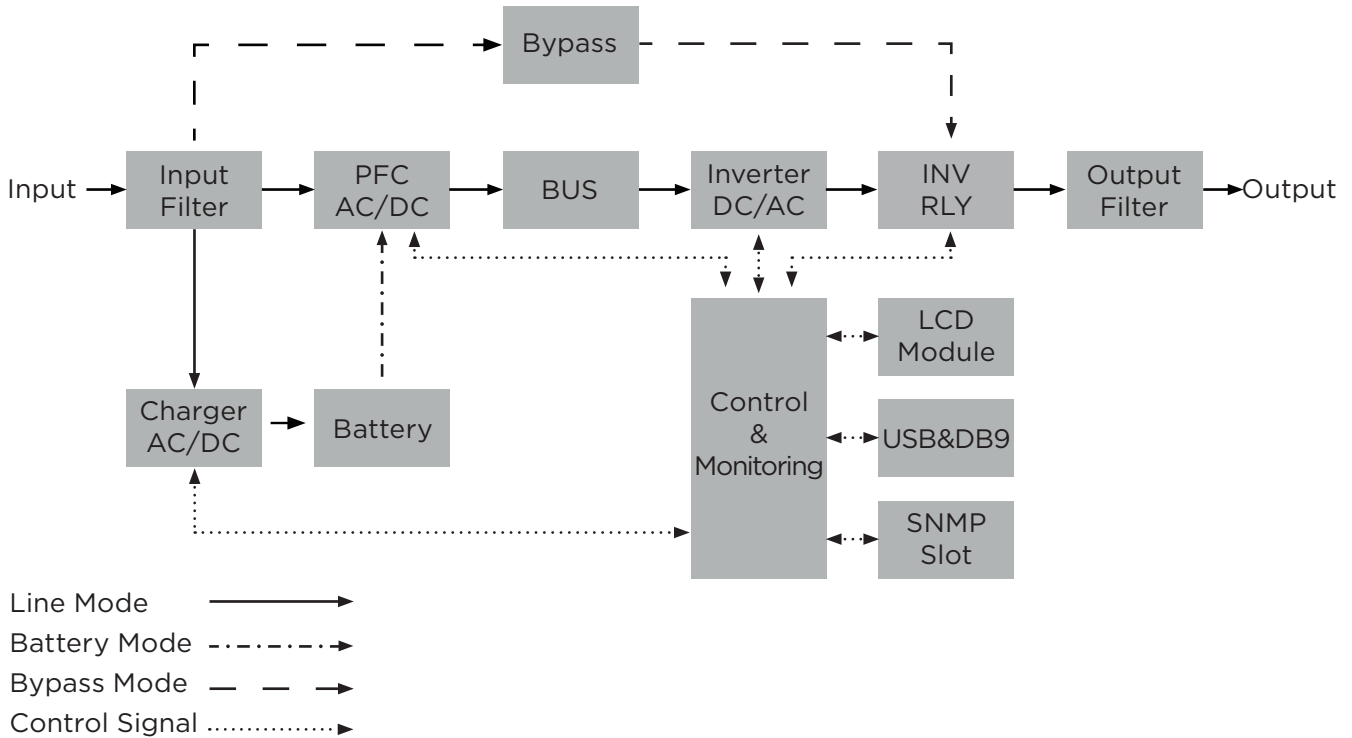 Bypass
Input
Input
Filter
PFC
AC/DC
BUS
Inverter
DC/AC
INV
RLY
Output
Filter
Output
Charger
AC/DC
Battery
Control
&
Monitoring
LCD
Module
USB&DB9
SNMP
Slot
Line Mode
Battery Mode
Bypass Mode
Control Signal